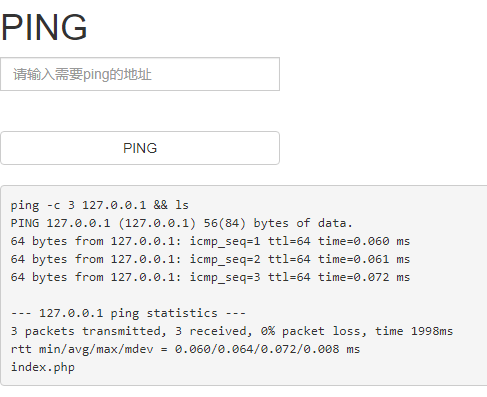 PING
请输入需要ping的地址
PING
ping -c 3 127.0.0.1 && ls
PING 127.0.0.1 (127.0.0.1) 56(84) bytes of data.
64 bytes from 127.0.0.1: icmp_seq=1 ttl=64 time=0.060 ms
64 bytes from 127.0.0.1: icmp_seq=2 ttl=64 time=0.061 ms
64 bytes from 127.0.0.1: icmp_seq=3 ttl=64 time=0.072 ms
--- 127.0.0.1 ping statistics ---
3 packets transmitted, 3 received, 0% packet loss, time 1998ms
rtt min/avg/max/mdev = 0.060/0.064/0.072/0.008 ms
index.php